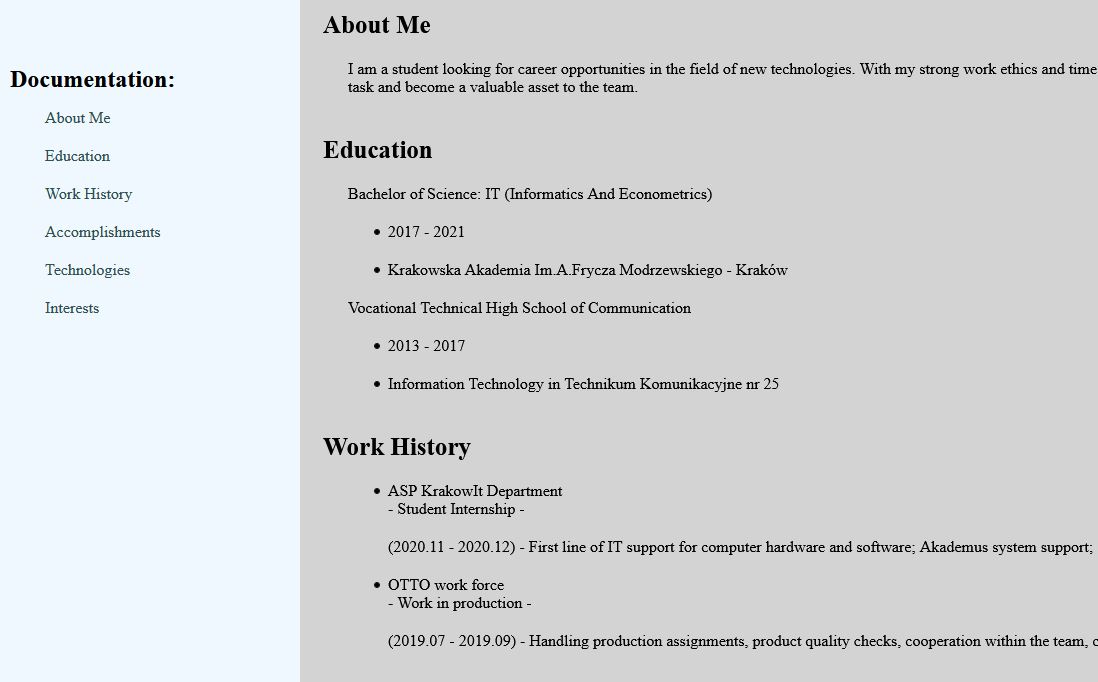 Documentation:
About Me
Education
Work History
Accomplishments
Technologies
Interests
About Me
I am a student looking for career opportunities in the field of new technologies. With my strong work ethics and time
task and become a valuable asset to the team.
Education
Bachelor of Science: IT (Informatics And Econometrics)
2017 - 2021
Krakowska Akademia Im.A.Frycza Modrzewskiego - Kraków
Vocational Technical High School of Communication
2013 - 2017
Information Technology in Technikum Komunikacyjne nr 25
Work History
ASP KrakowIt Department
- Student Internship -
(2020.11 - 2020.12) - First line of IT support for computer hardware and software; Akademus system support;
OTTO work force
- Work in production -
(2019.07 - 2019.09) - Handling production assignments, product quality checks, cooperation within the team,